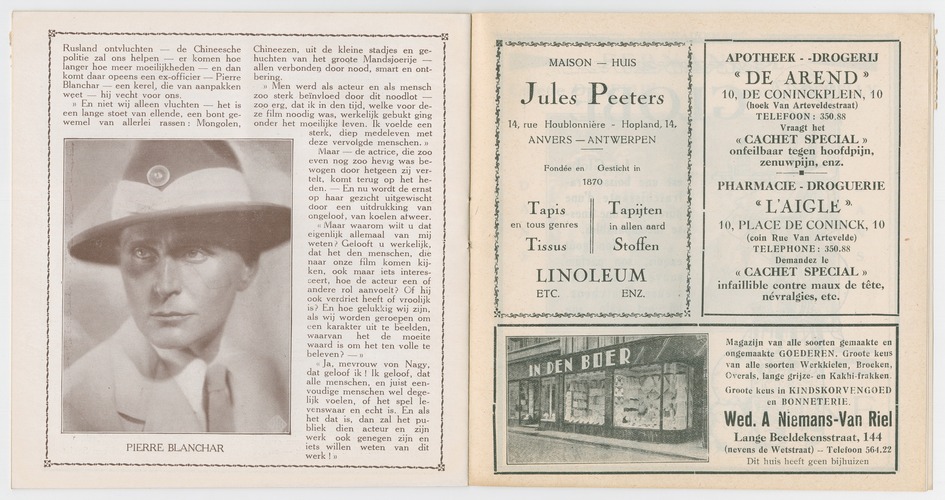 Rusland ontvluchten — de Chineesche
politie zal ons helpen — er komen hoe
langer hoe meer moeilijkheden — en dan
komt daar opeens een ex-officier — Pierre
Blanchar — een kerel, die van aanpakken
weet — hij vecht voor ons.
» En niet wij alleen vluchten — het is
een lange stoet van ellende, een bont ge-
wemel van allerlei rassen: Mongolen,
PIERRE BLANCHAR
Chineezen, uit de kleine stadjes en ge-
huchten van het groote Mandsjoerije —
allen verbonden door nood, smart en ont-
bering.
» Men werd als acteur en als mensch
zoo sterk beïnvloed door dit noodlot —
zoo erg, dat ik in den tijd, welke voor de-
ze film noodig was, werkelijk gebukt ging
onder het moeilijke leven. Ik voelde een
sterk, diep medeleven met
deze vervolgde menschen. »
Maar — de actrice, die zoo
even nog zoo hevig was be-
wogen door hetgeen zij ver-
telt, komt terug op het he-
den. — En nu wordt de ernst
op haar gezicht uitgewischt
door een uitdrukking van
ongeloof, van koelen afweer.
« Maar waarom wilt u dat
eigenlijk allemaal van mij
weten? Gelooft u werkelijk,
dat het den menschen, die
naar onze film komen kij-
ken, ook maar iets interes-
seert, hoe de acteur een of
andere rol aanvoelt? Of hij
ook verdriet heeft of vroolijk
is? En hoe gelukkig wij zijn,
als wij worden geroepen om
een karakter uit te beelden,
waarvan het de moeite
waard is om het ten volle te
beleven? — »
« Ja, mevrouw von Nagy,
dat geloof ik! Ik geloof, dat
alle menschen, en juist een-
voudige menschen wel dege-
lijk voelen, of het spel le-
venswaar en echt is. En als
het dat is, dan zal het pu-
bliek dien acteur en zijn
werk ook genegen zijn en
iets willen weten van dit
werk! »
MAISON — HUIS
Jules Peeters
14, rue Houblonnière - Hopland, 14,
ANVERS — ANTWERPEN
Fondée en Gesticht in
1870
Tapis Tapijten
en tous genres in allen aard
Tissus Stoffen
LINOLEUM
ETC. ENZ.
APOTHEEK - - DROGERIJ
« DE AREND »
10, DE CONINCKPLEIN, 10
(hoek Van Arteveldestraat)
TELEFOON: 350.88
Vraagt het
« CACHET SPECIAL »
onfeilbaar tegen hoofdpijn,
zenuwpijn, enz.
PHARMACIE - DROGUERIE
« L'AIGLE »
10, PLACE DE CONINCK, 10
(coin Rue Van Artevelde)
TELEPHONE: 350.88
Demandez le
« CACHET SPECIAL »
infaillible contre maux de tête,
névralgies, etc.
IN DEN BOER
Magazijn van alle soorten gemaakte en
ongemaakte GOEDEREN. Groote keus
van alle soorten Werkkielen, Broeken,
Overals, lange grijze- en Kakhi-frakken.
Groote keus in KINDSKORVENGOED
en BONNETERIE.
Wed. A Niemans-Van Riel
Lange Beeldekensstraat, 144
(nevens de Wetstraat) — Telefoon 564.22
Dit huis heeft geen bijhuizen